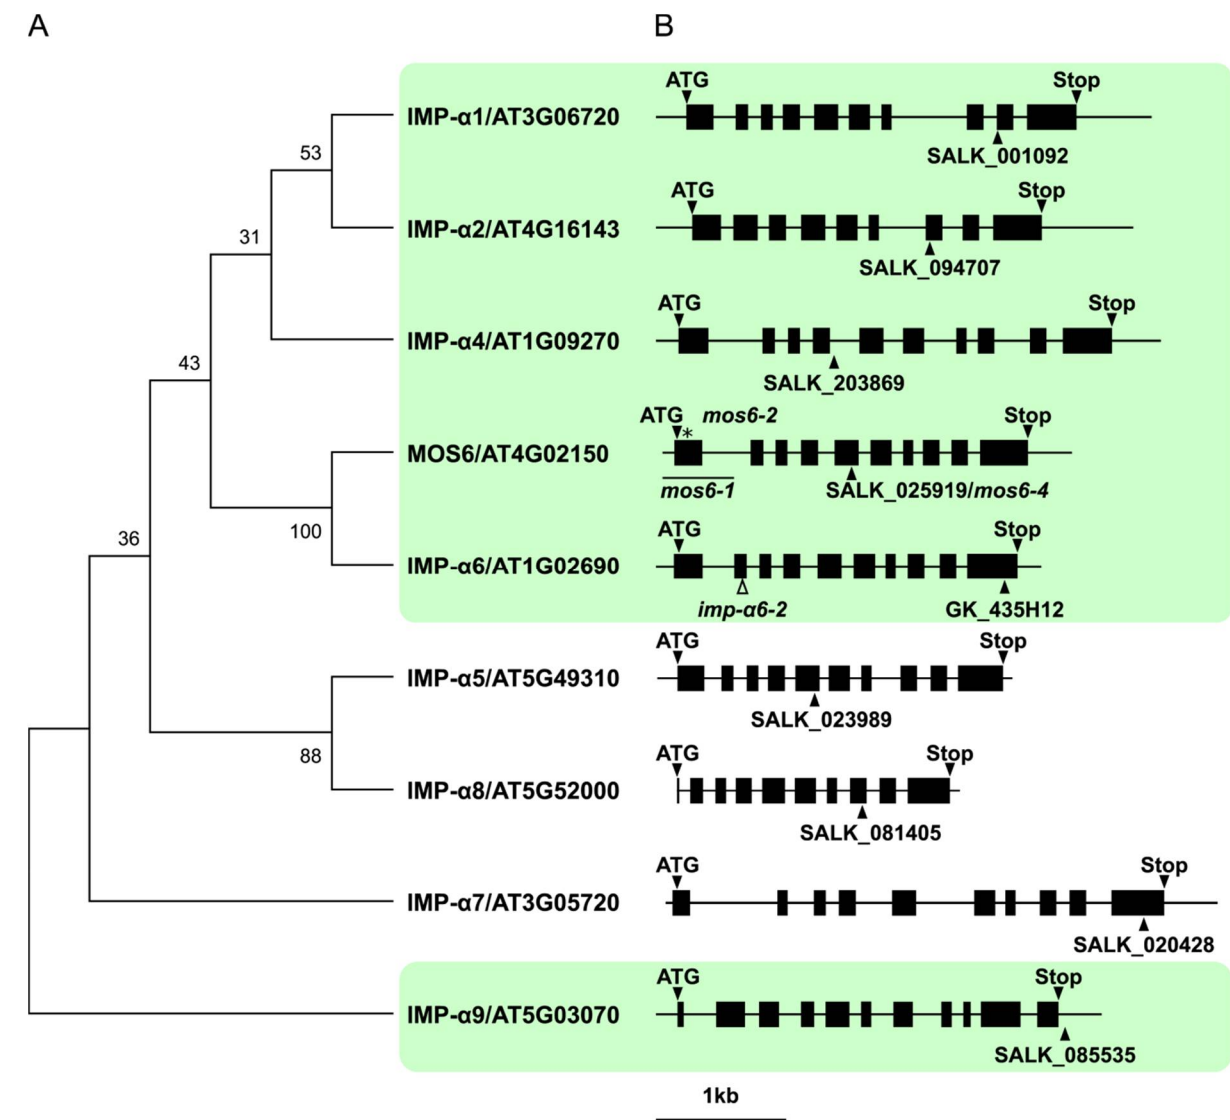 A
B
ATG Stop
IMP-α1/AT3G06720
53
SALK_001092
ATG Stop
IMP-α2/AT4G16143
31
SALK_094707
ATG Stop
IMP-α4/AT1G09270
43
SALK_203869
ATG * mos6-2 Stop
MOS6/AT4G02150
mos6-1 SALK_025919/mos6-4
100
ATG Stop
36
IMP-α6/AT1G02690
imp-α6-2 GK_435H12
ATG Stop
IMP-α5/AT5G49310
SALK_023989
88
ATG Stop
IMP-α8/AT5G52000
SALK_081405
ATG Stop
IMP-α7/AT3G05720
SALK_020428
ATG Stop
IMP-α9/AT5G03070
SALK_085535
1kb